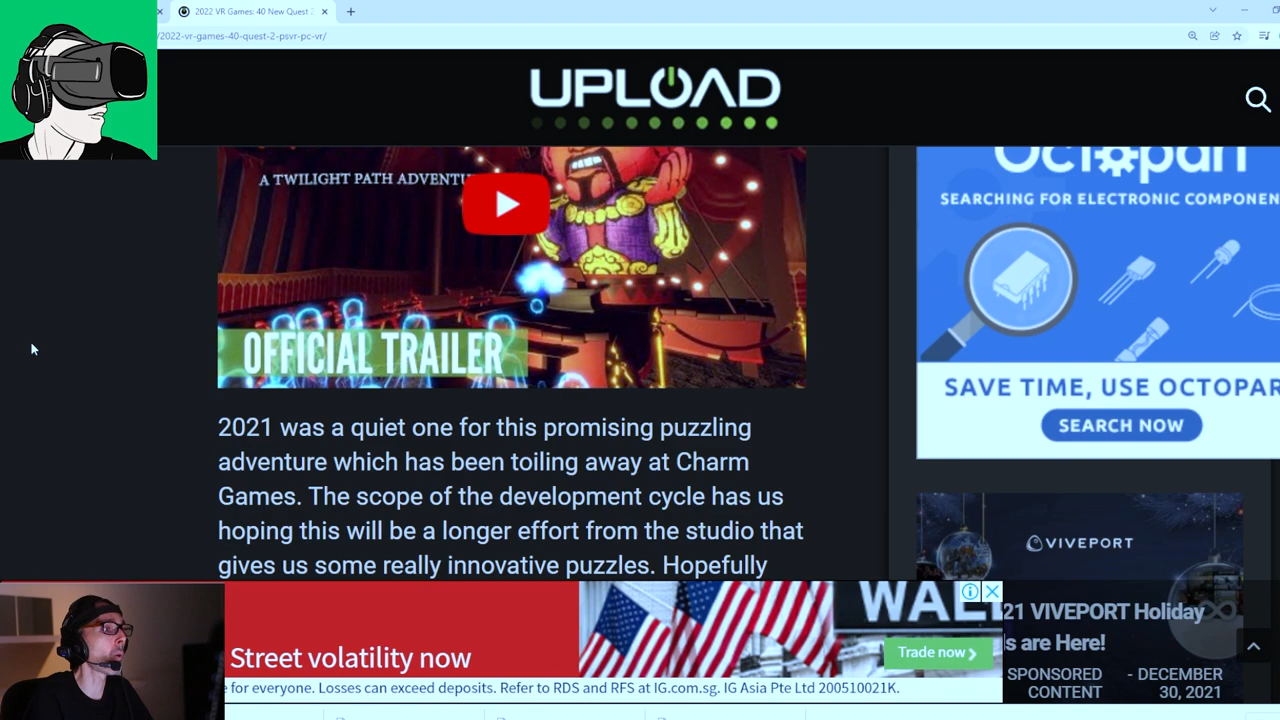 2022 VR Games: 40 New Quest 2
/2022-vr-games-40-quest-2-psvr-pc-vr/
UPLOAD
A TWILIGHT PATH
OFFICIAL TRAILER
2021 was a quiet one for this promising puzzling
adventure which has been toiling away at Charm
Games. The scope of the development cycle has us
hoping this will be a longer effort from the studio that
gives us some really innovative puzzles. Hopefully
Octopart
SEARCHING FOR ELECTRONIC COMPONEN
SAVE TIME, USE OCTOPAR
SEARCH NOW
VIVEPORT
21 VIVEPORT Holiday
s are Here!
SPONSORED CONTENT
- DECEMBER 30, 2021
Street volatility now
WALL
Trade now
e for everyone. Losses can exceed deposits. Refer to RDS and RFS at IG.com.sg. IG Asia Pte Ltd 200510021K.